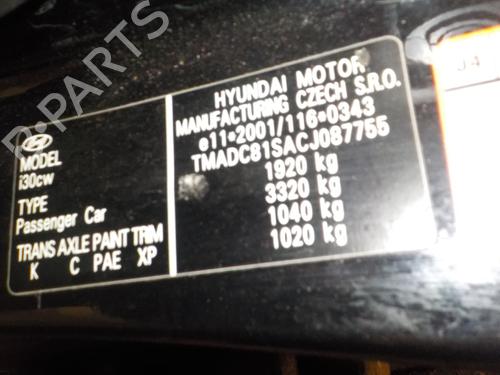 B-PARTS
HYUNDAI MOTOR
MANUFACTURING CZECH S.R.O.
e11*2001/116*0343
TMADC81SACJ087755
1920 kg
3320 kg
1040 kg
1020 kg
MODEL
i30cw
TYPE
Passenger Car
TRANS AXLE PAINT TRIM
K C PAE XP